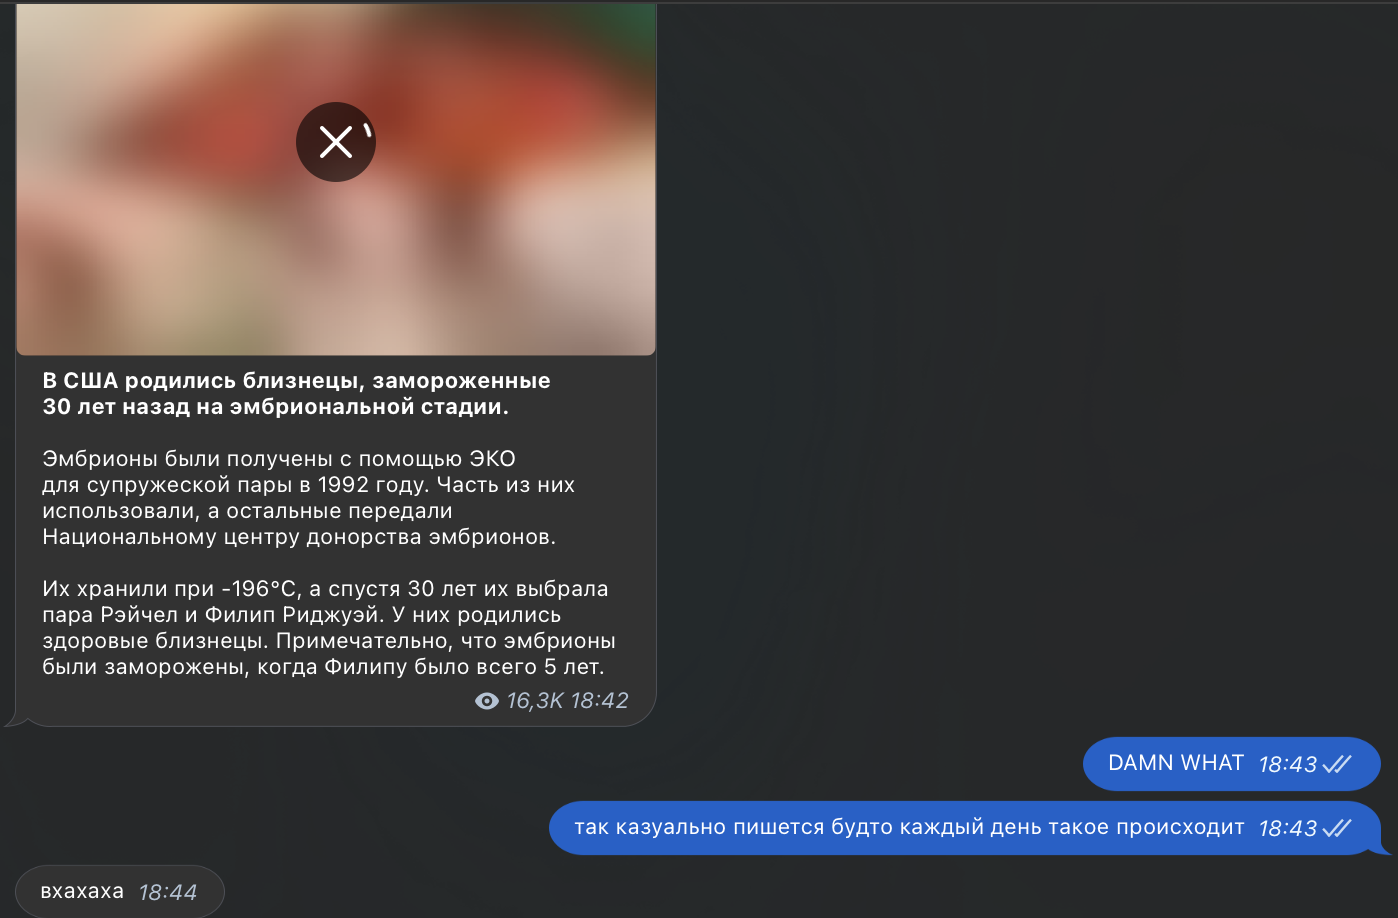 В США родились близнецы, замороженные
30 лет назад на эмбриональной стадии.
Эмбрионы были получены с помощью ЭКО
для супружеской пары в 1992 году. Часть из них
использовали, а остальные передали
Национальному центру донорства эмбрионов.
Их хранили при -196°C, а спустя 30 лет их выбрала
пара Рэйчел и Филип Риджуэй. У них родились
здоровые близнецы. Примечательно, что эмбрионы
были заморожены, когда Филипу было всего 5 лет.
16,3K 18:42
DAMN WHAT 18:43
так казуально пишется будто каждый день такое происходит 18:43
вхахаха 18:44